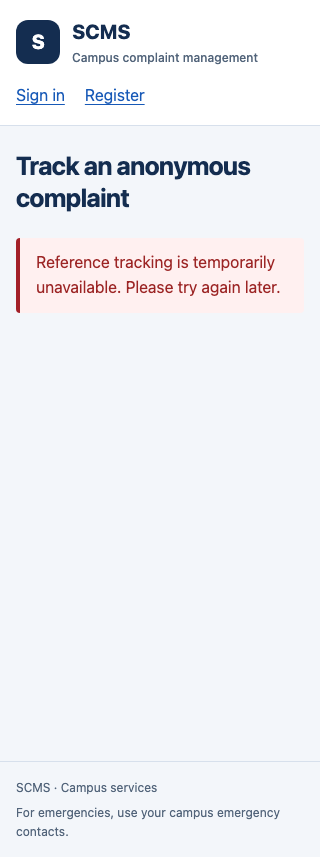 S
SCMS
Campus complaint management
Sign in Register
Track an anonymous
complaint
Reference tracking is temporarily
unavailable. Please try again later.
SCMS · Campus services
For emergencies, use your campus emergency
contacts.